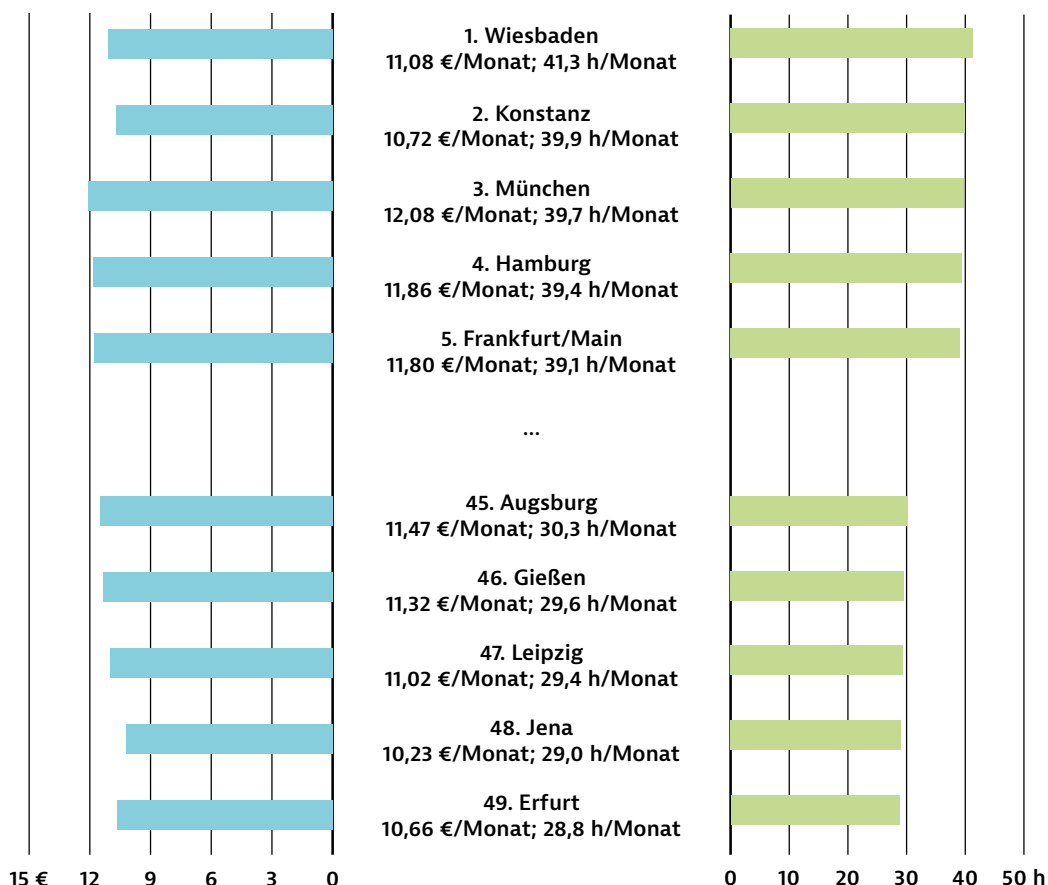 1. Wiesbaden
11,08 €/Monat; 41,3 h/Monat
2. Konstanz
10,72 €/Monat; 39,9 h/Monat
3. München
12,08 €/Monat; 39,7 h/Monat
4. Hamburg
11,86 €/Monat; 39,4 h/Monat
5. Frankfurt/Main
11,80 €/Monat; 39,1 h/Monat
...
45. Augsburg
11,47 €/Monat; 30,3 h/Monat
46. Gießen
11,32 €/Monat; 29,6 h/Monat
47. Leipzig
11,02 €/Monat; 29,4 h/Monat
48. Jena
10,23 €/Monat; 29,0 h/Monat
49. Erfurt
10,66 €/Monat; 28,8 h/Monat
15 € 12 9 6 3 0 0 10 20 30 40 50 h